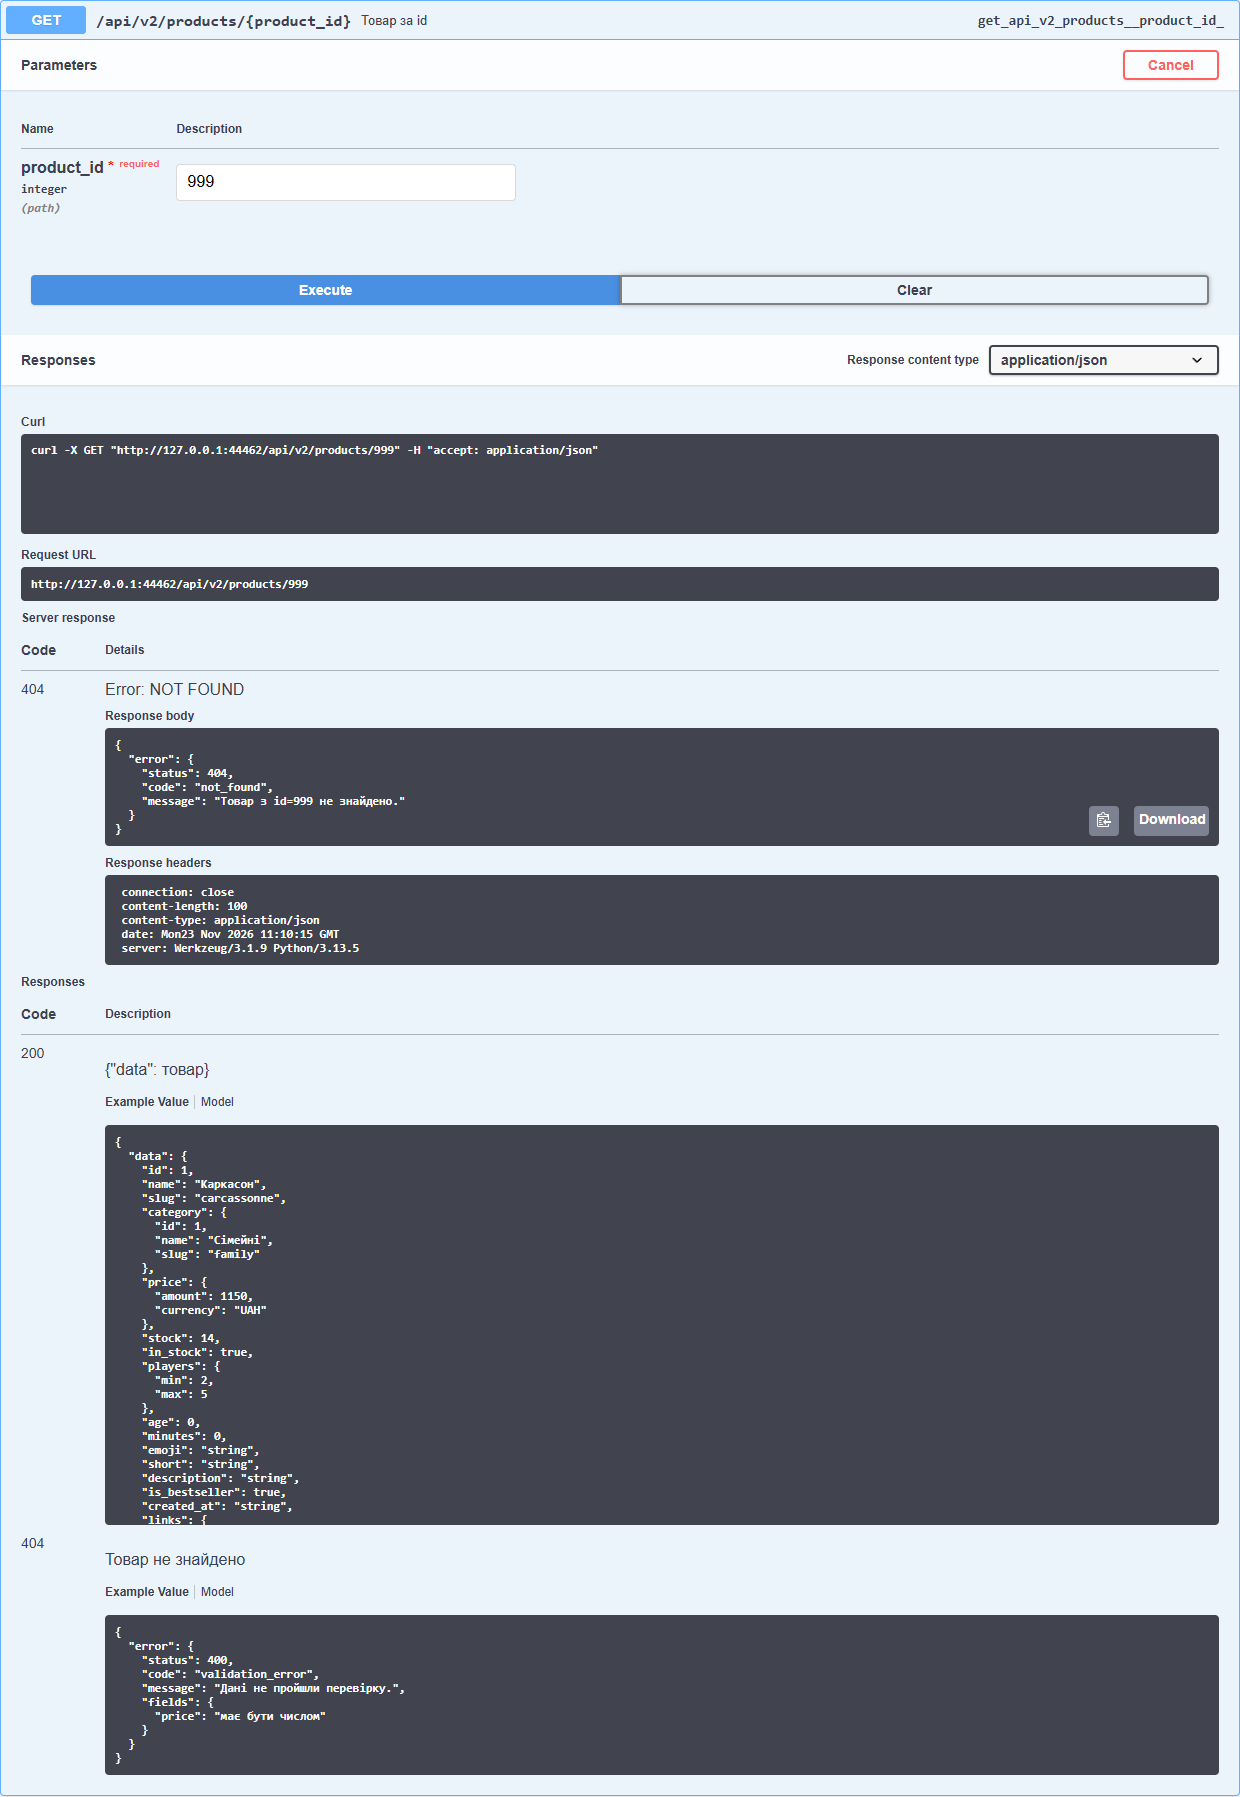 GET /api/v2/products/{product_id} Товар за id get_api_v2_products__product_id_
Parameters Cancel
Name Description
product_id * required 999
integer
(path)
Execute Clear
Responses Response content type application/json
Curl
curl -X GET "http://127.0.0.1:44462/api/v2/products/999" -H "accept: application/json"
Request URL
http://127.0.0.1:44462/api/v2/products/999
Server response
Code Details
404 Error: NOT FOUND
Response body
{
  "error": {
    "status": 404,
    "code": "not_found",
    "message": "Товар з id=999 не знайдено."
  }
}
Download
Response headers
connection: close
content-length: 100
content-type: application/json
date: Mon23 Nov 2026 11:10:15 GMT
server: Werkzeug/3.1.9 Python/3.13.5
Responses
Code Description
200
{"data": товар}
Example Value Model
{
  "data": {
    "id": 1,
    "name": "Каркасон",
    "slug": "carcassonne",
    "category": {
      "id": 1,
      "name": "Сімейні",
      "slug": "family"
    },
    "price": {
      "amount": 1150,
      "currency": "UAH"
    },
    "stock": 14,
    "in_stock": true,
    "players": {
      "min": 2,
      "max": 5
    },
    "age": 0,
    "minutes": 0,
    "emoji": "string",
    "short": "string",
    "description": "string",
    "is_bestseller": true,
    "created_at": "string",
    "links": {
404
Товар не знайдено
Example Value Model
{
  "error": {
    "status": 400,
    "code": "validation_error",
    "message": "Дані не пройшли перевірку.",
    "fields": {
      "price": "має бути числом"
    }
  }
}